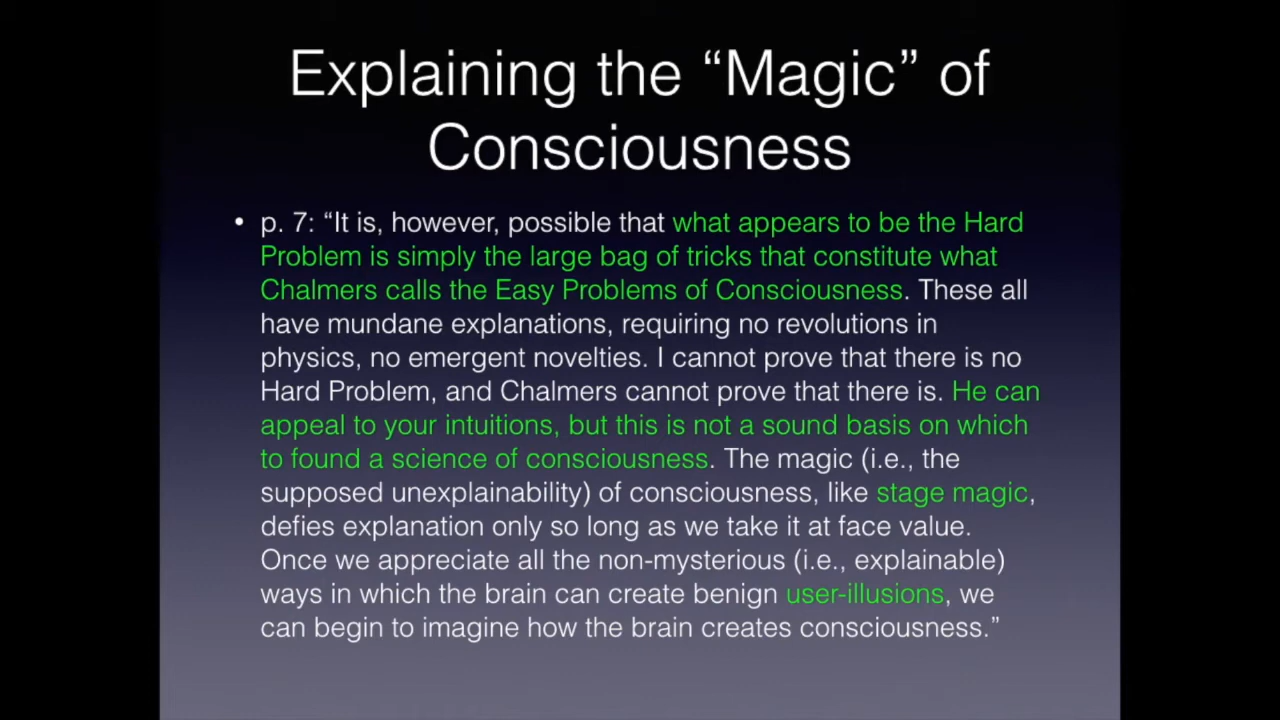 Explaining the “Magic” of
Consciousness
• p. 7: “It is, however, possible that what appears to be the Hard
Problem is simply the large bag of tricks that constitute what
Chalmers calls the Easy Problems of Consciousness. These all
have mundane explanations, requiring no revolutions in
physics, no emergent novelties. I cannot prove that there is no
Hard Problem, and Chalmers cannot prove that there is. He can
appeal to your intuitions, but this is not a sound basis on which
to found a science of consciousness. The magic (i.e., the
supposed unexplainability) of consciousness, like stage magic,
defies explanation only so long as we take it at face value.
Once we appreciate all the non-mysterious (i.e., explainable)
ways in which the brain can create benign user-illusions, we
can begin to imagine how the brain creates consciousness.”